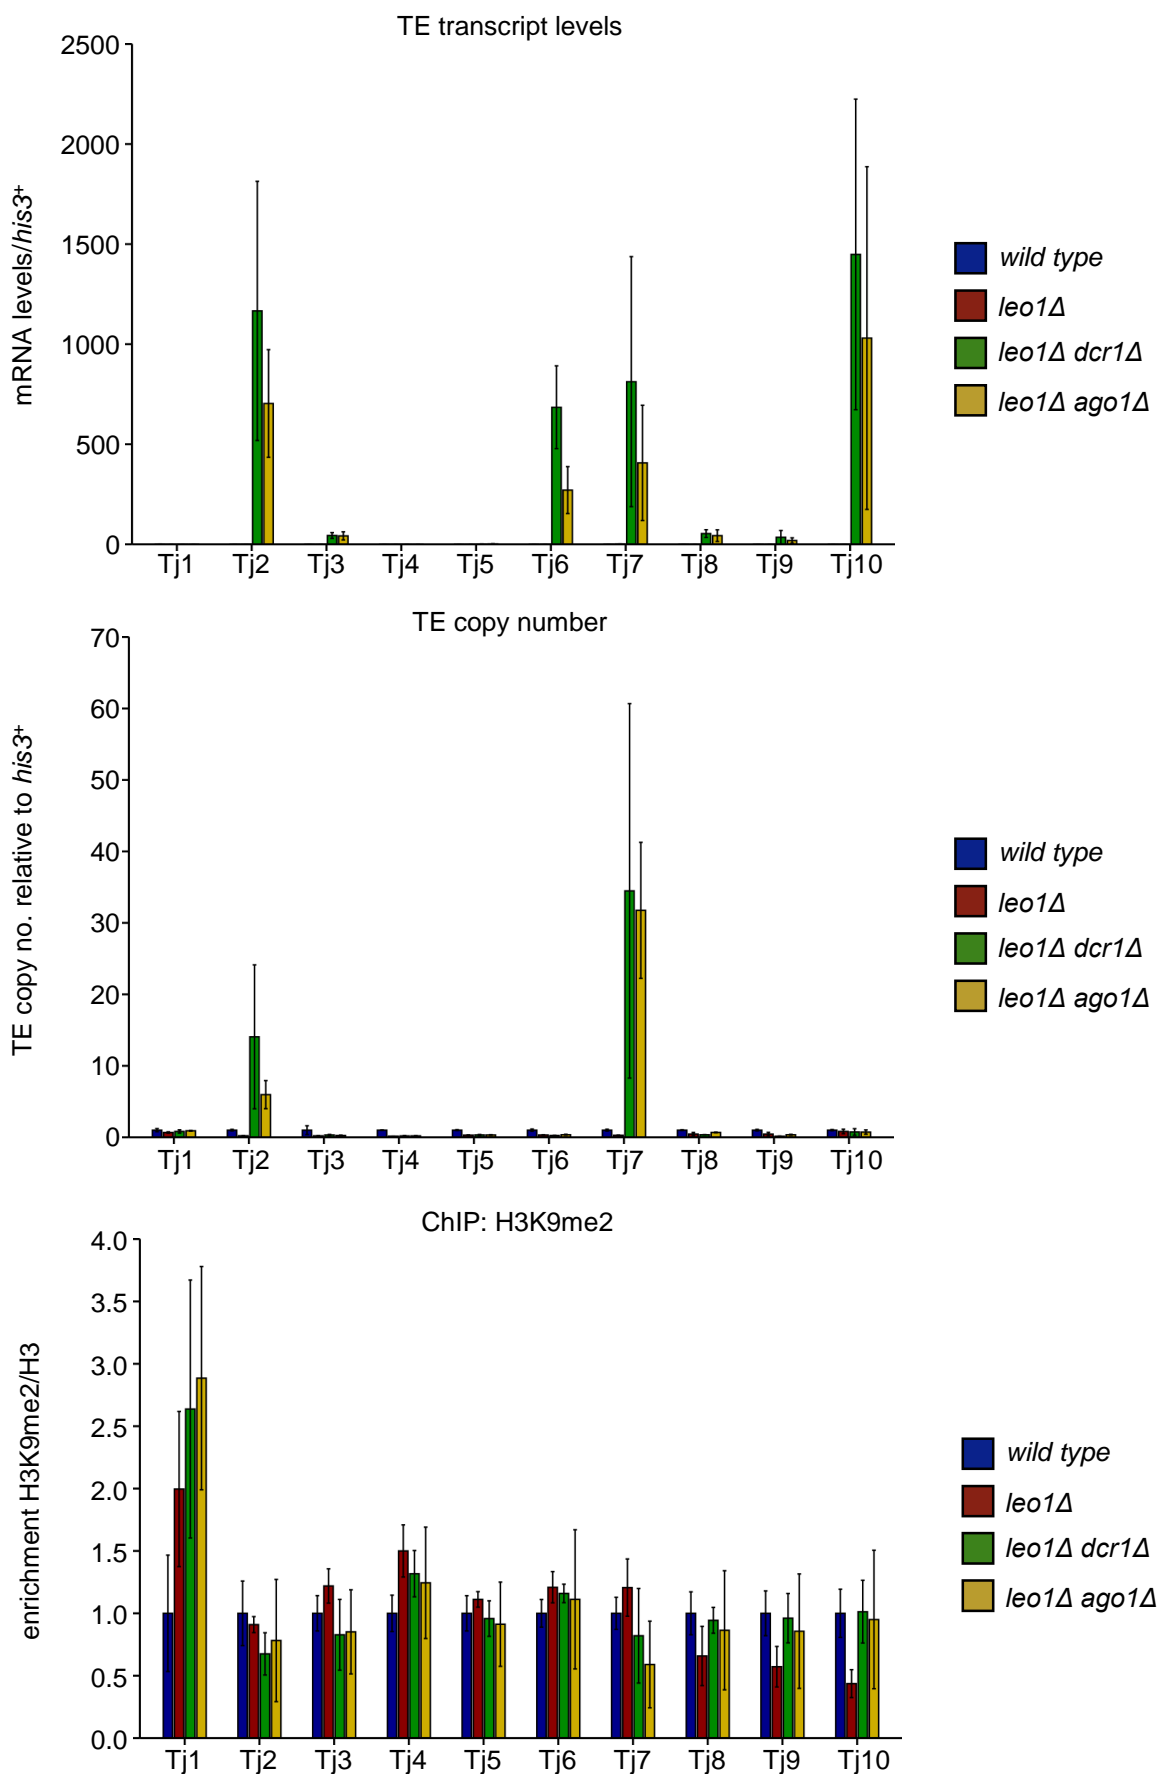 TE transcript levels
mRNA levels/his3+
2500
2000
1500
1000
500
0
Tj1 Tj2 Tj3 Tj4 Tj5 Tj6 Tj7 Tj8 Tj9 Tj10
wild type
leo1Δ
leo1Δ dcr1Δ
leo1Δ ago1Δ
TE copy number
TE copy no. relative to his3+
70
60
50
40
30
20
10
0
Tj1 Tj2 Tj3 Tj4 Tj5 Tj6 Tj7 Tj8 Tj9 Tj10
wild type
leo1Δ
leo1Δ dcr1Δ
leo1Δ ago1Δ
ChIP: H3K9me2
enrichment H3K9me2/H3
4.0
3.5
3.0
2.5
2.0
1.5
1.0
0.5
0.0
Tj1 Tj2 Tj3 Tj4 Tj5 Tj6 Tj7 Tj8 Tj9 Tj10
wild type
leo1Δ
leo1Δ dcr1Δ
leo1Δ ago1Δ